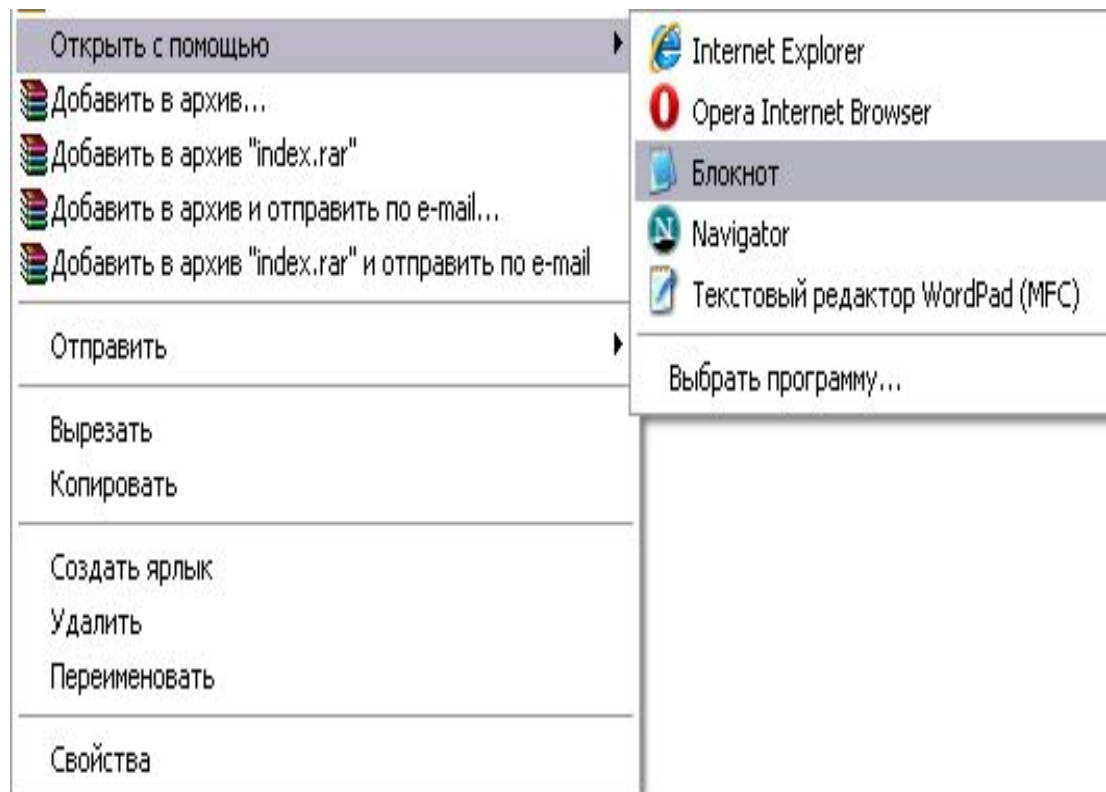 Открыть с помощью
Добавить в архив...
Добавить в архив "index.rar"
Добавить в архив и отправить по e-mail...
Добавить в архив "index.rar" и отправить по e-mail
Отправить
Вырезать
Копировать
Создать ярлык
Удалить
Переименовать
Свойства
Internet Explorer
Opera Internet Browser
Блокнот
Navigator
Текстовый редактор WordPad (MFC)
Выбрать программу...